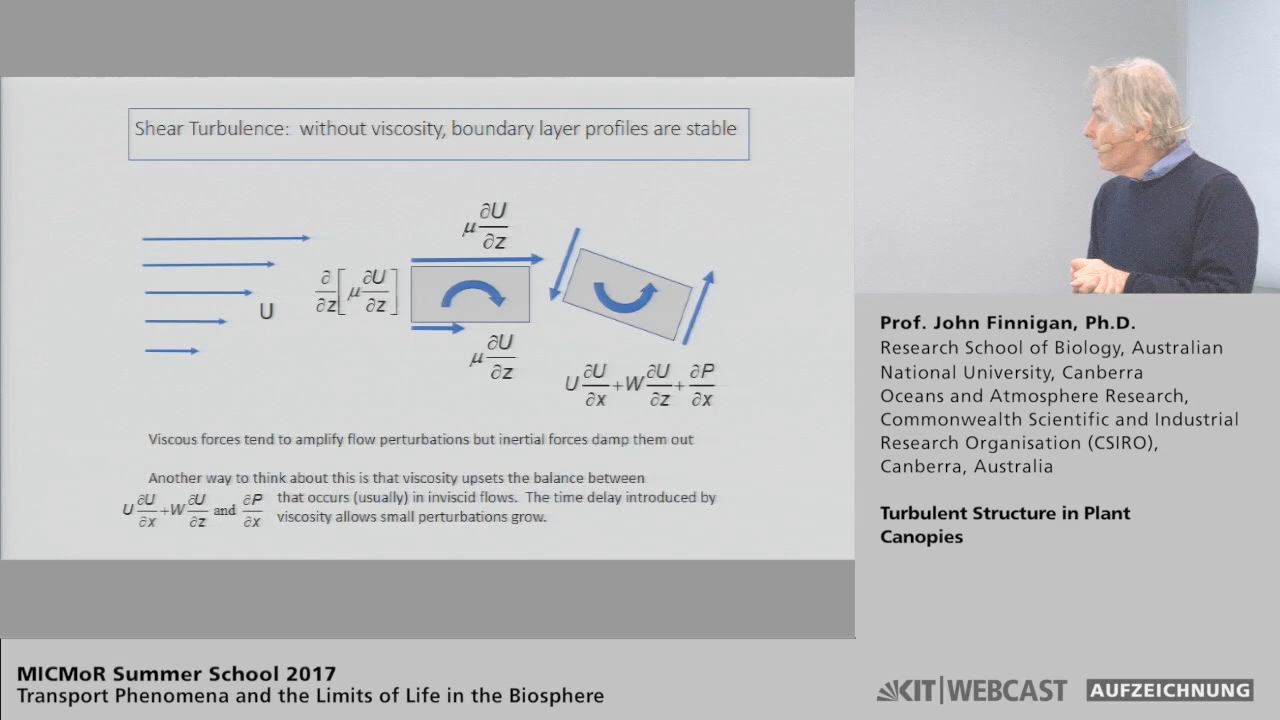 Shear Turbulence: without viscosity, boundary layer profiles are stable
μ ∂U/∂z
∂/∂z[μ ∂U/∂z]
U
μ ∂U/∂z
U ∂U/∂x + W ∂U/∂z + ∂P/∂x
Viscous forces tend to amplify flow perturbations but inertial forces damp them out
Another way to think about this is that viscosity upsets the balance between
U ∂U/∂x + W ∂U/∂z and ∂P/∂x that occurs (usually) in inviscid flows. The time delay introduced by
viscosity allows small perturbations grow.
Prof. John Finnigan, Ph.D.
Research School of Biology, Australian
National University, Canberra
Oceans and Atmosphere Research,
Commonwealth Scientific and Industrial
Research Organisation (CSIRO),
Canberra, Australia
Turbulent Structure in Plant
Canopies
MICMoR Summer School 2017
Transport Phenomena and the Limits of Life in the Biosphere
KIT|WEBCAST AUFZEICHNUNG